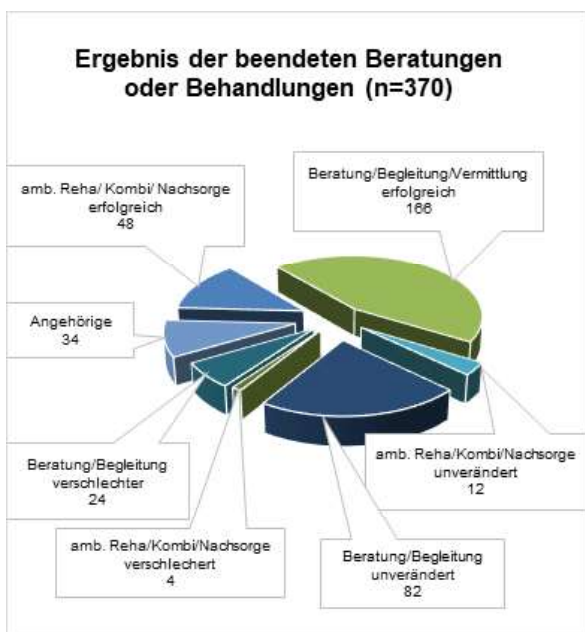 Ergebnis der beendeten Beratungen
oder Behandlungen (n=370)
amb. Reha/ Kombi/ Nachsorge
erfolgreich
48
Beratung/Begleitung/Vermittlung
erfolgreich
166
Angehörige
34
Beratung/Begleitung
verschlechter
24
amb. Reha/Kombi/Nachsorge
verschlechert
4
Beratung/Begleitung
unverändert
82
amb. Reha/Kombi/Nachsorge
unverändert
12